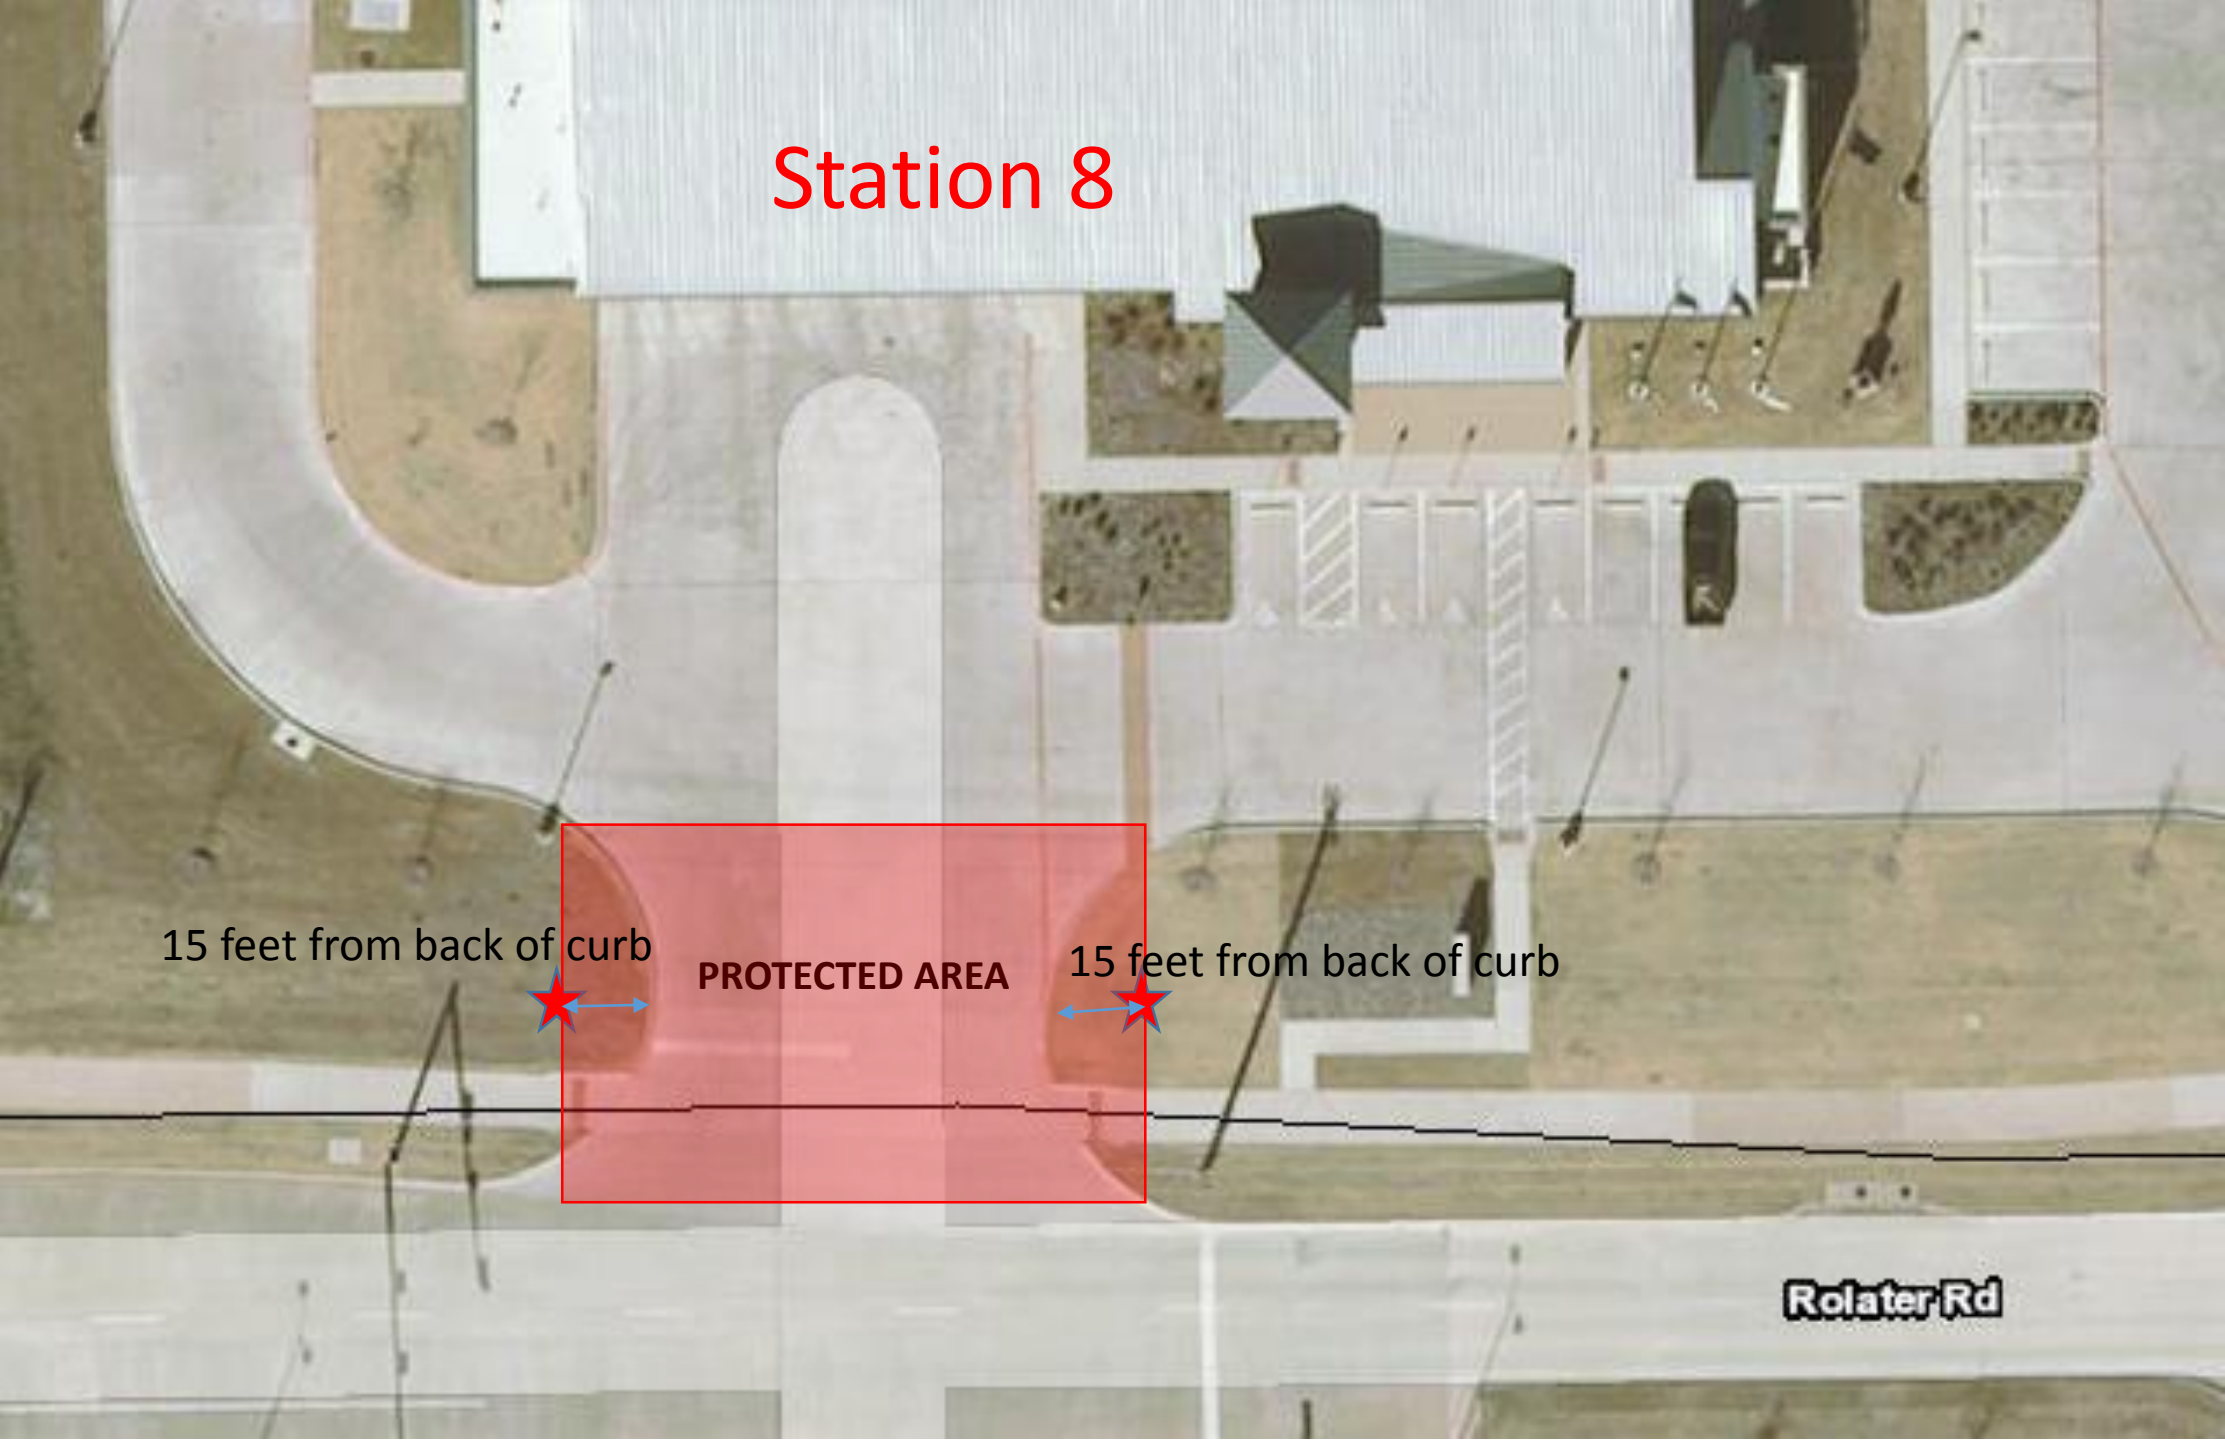 Station 8
15 feet from back of curb
PROTECTED AREA
15 feet from back of curb
Rolater Rd